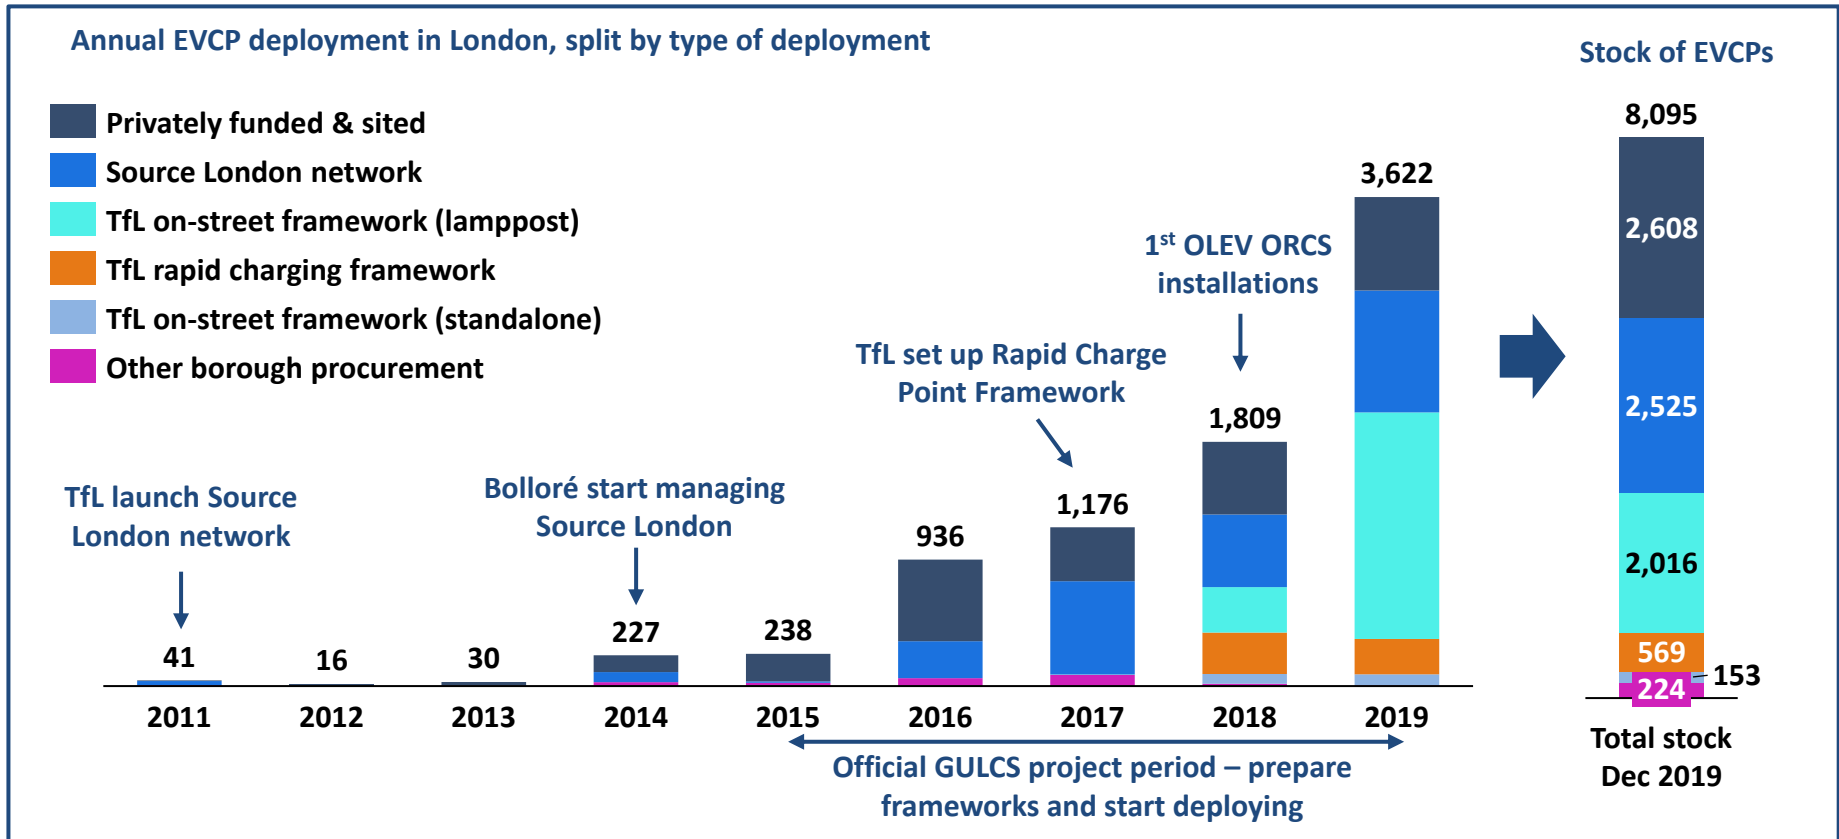 Annual EVCP deployment in London, split by type of deployment
Stock of EVCPs
Privately funded & sited
Source London network
TfL on-street framework (lamppost)
TfL rapid charging framework
TfL on-street framework (standalone)
Other borough procurement
TfL launch Source
London network
Bolloré start managing
Source London
TfL set up Rapid Charge
Point Framework
1st OLEV ORCS
installations
41
16
30
227
238
936
1,176
1,809
3,622
8,095
2,608
2,525
2,016
569
153
224
2011
2012
2013
2014
2015
2016
2017
2018
2019
Total stock
Dec 2019
Official GULCS project period – prepare
frameworks and start deploying